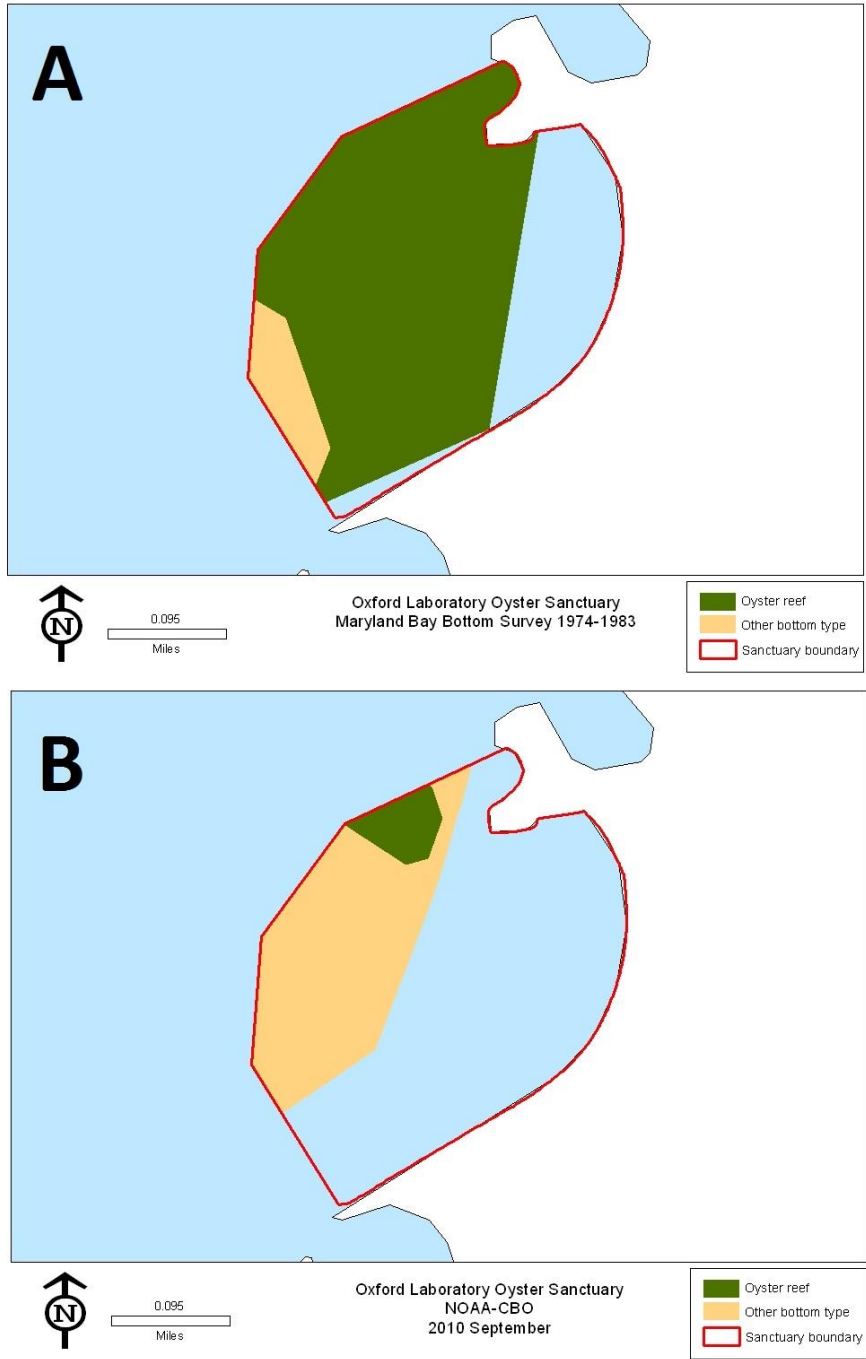 A
N
0.095
Miles
Oxford Laboratory Oyster Sanctuary
Maryland Bay Bottom Survey 1974-1983
Oyster reef
Other bottom type
Sanctuary boundary
B
N
0.095
Miles
Oxford Laboratory Oyster Sanctuary
NOAA-CBO
2010 September
Oyster reef
Other bottom type
Sanctuary boundary